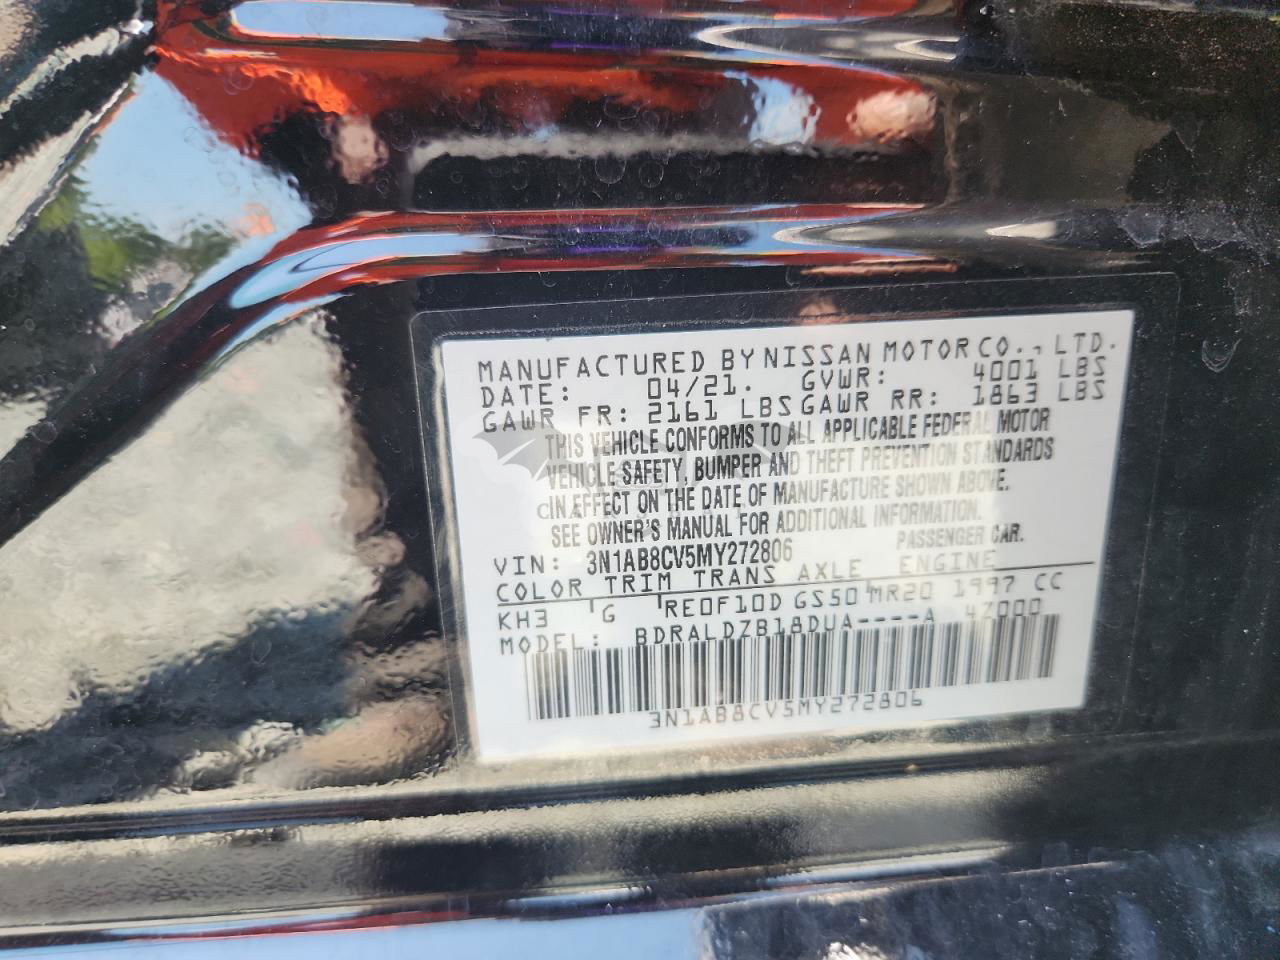 MANUFACTURED BY NISSAN MOTOR CO., LTD.
DATE: 04/21. GVWR: 4001 LBS
GAWR FR: 2161 LBS GAWR RR: 1863 LBS
THIS VEHICLE CONFORMS TO ALL APPLICABLE FEDERAL MOTOR
VEHICLE SAFETY, BUMPER AND THEFT PREVENTION STANDARDS
IN EFFECT ON THE DATE OF MANUFACTURE SHOWN ABOVE.
SEE OWNER'S MANUAL FOR ADDITIONAL INFORMATION.
VIN: 3N1AB8CV5MY272806 PASSENGER CAR.
COLOR TRIM TRANS AXLE ENGINE
KH3 G RE0F10D GS50 MR20 1997 CC
MODEL: BDRALDZB18DUA----A 47000
3N1AB8CV5MY272806